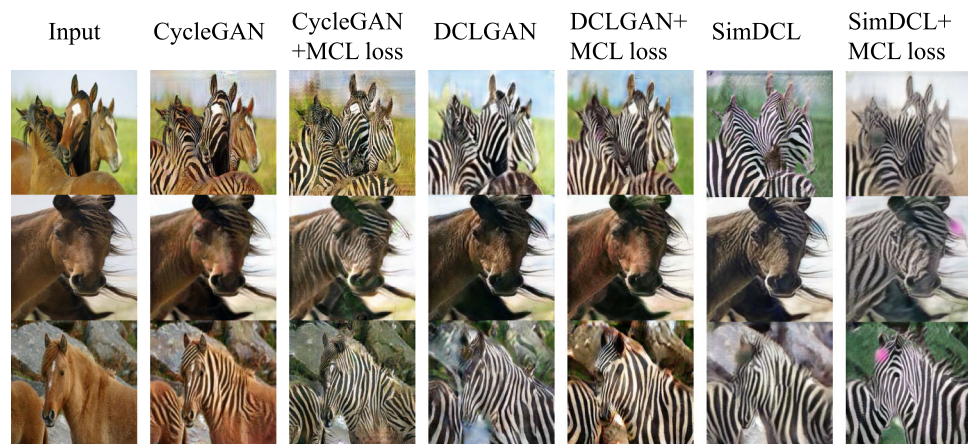 Input
CycleGAN
CycleGAN
+MCL loss
DCLGAN
DCLGAN+
MCL loss
SimDCL
SimDCL+
MCL loss